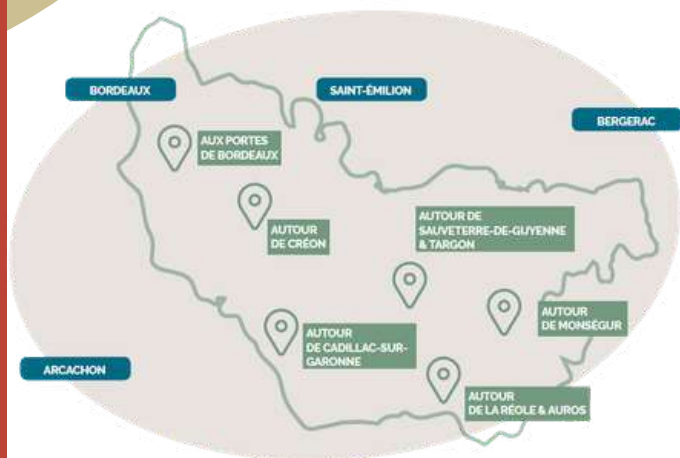 BORDEAUX
SAINT-ÉMILION
BERGERAC
AUX PORTES
DE BORDEAUX
AUTOUR
DE CRÉON
AUTOUR DE
SAUVETERRE-DE-GUYENNE
& TARGON
AUTOUR
DE CADILLAC-SUR-
GARONNE
AUTOUR
DE MONSÉGUR
ARCACHON
AUTOUR
DE LA RÉOLE & AUROS